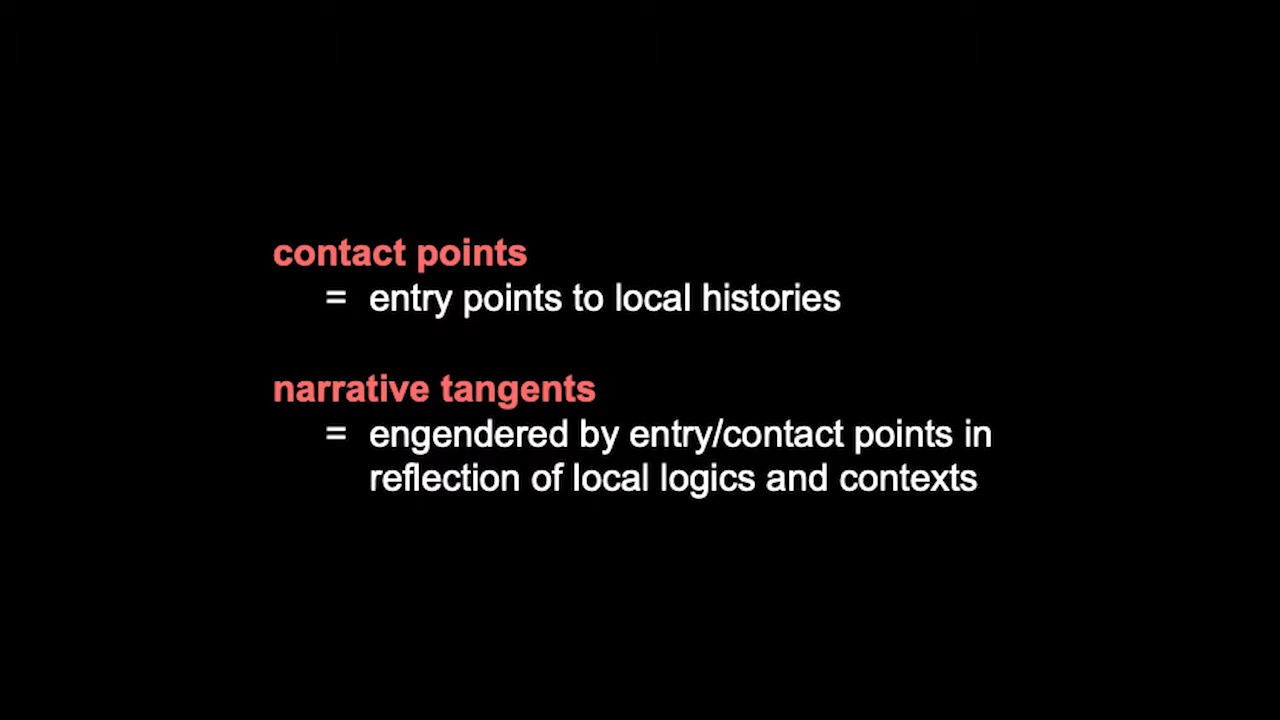 contact points
= entry points to local histories
narrative tangents
= engendered by entry/contact points in
reflection of local logics and contexts